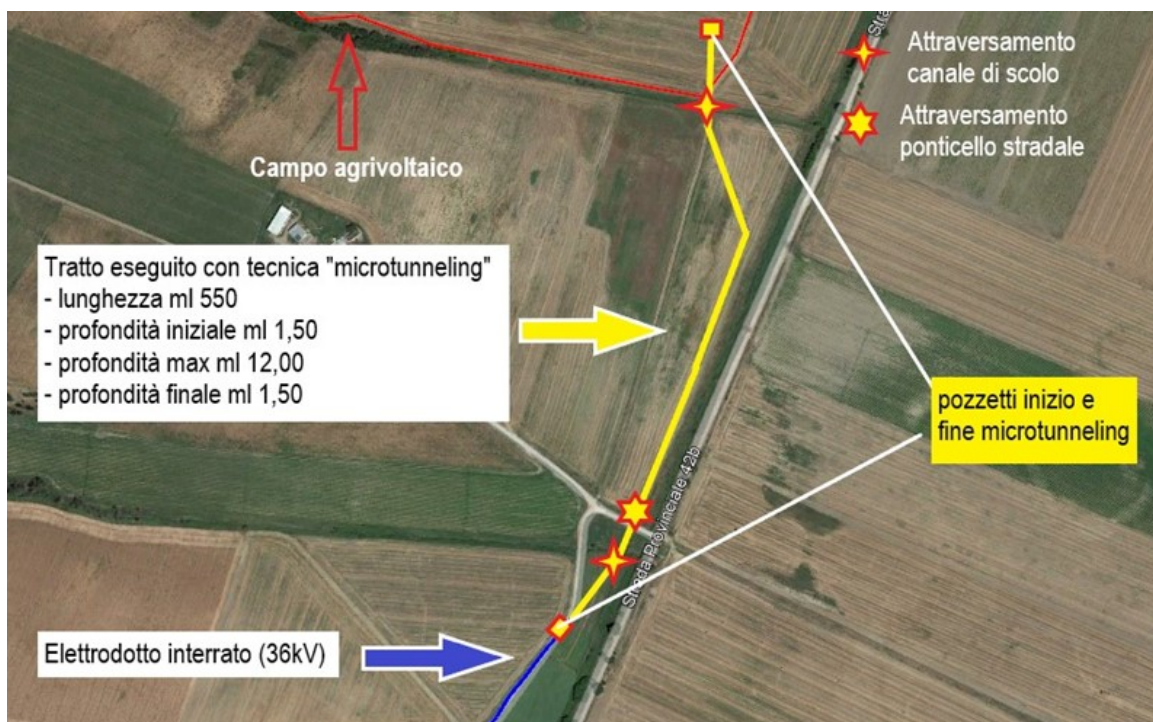 Stra
Attraversamento
canale di scolo
Attraversamento
ponticello stradale
Campo agrivoltaico
Tratto eseguito con tecnica "microtunneling"
- lunghezza ml 550
- profondità iniziale ml 1,50
- profondità max ml 12,00
- profondità finale ml 1,50
pozzetti inizio e
fine microtunneling
Strada Provinciale 42b
Elettrodotto interrato (36kV)